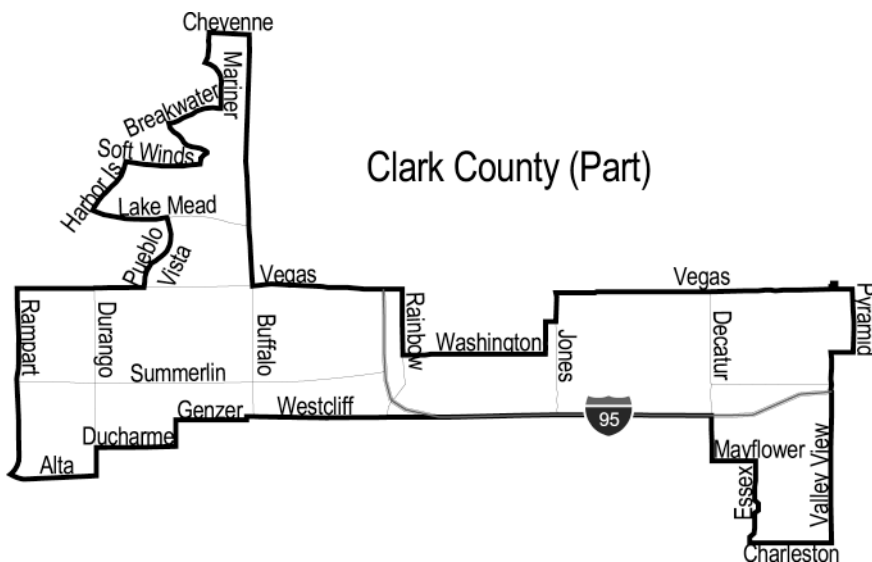 Cheyenne
Mariner
Breakwater
Soft Winds
Harbor Is
Lake Mead
Clark County (Part)
Pueblo
Vista
Vegas
Vegas
Rampart
Durango
Buffalo
Rainbow
Washington
Jones
Decatur
Pyramid
Summerlin
Genzer
Westcliff
95
Ducharme
Alta
Mayflower
Essex
Valley View
Charleston